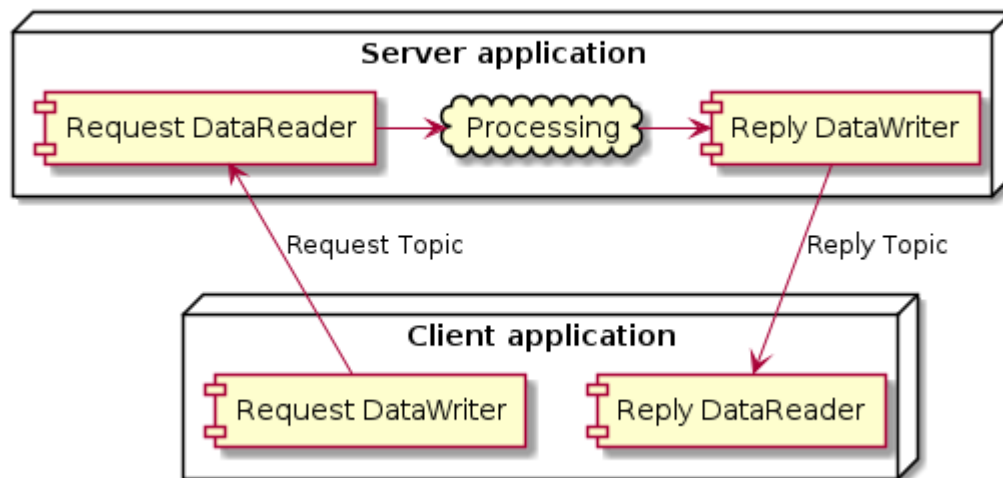 Server application
Request DataReader
Processing
Reply DataWriter
Request Topic
Reply Topic
Client application
Request DataWriter
Reply DataReader